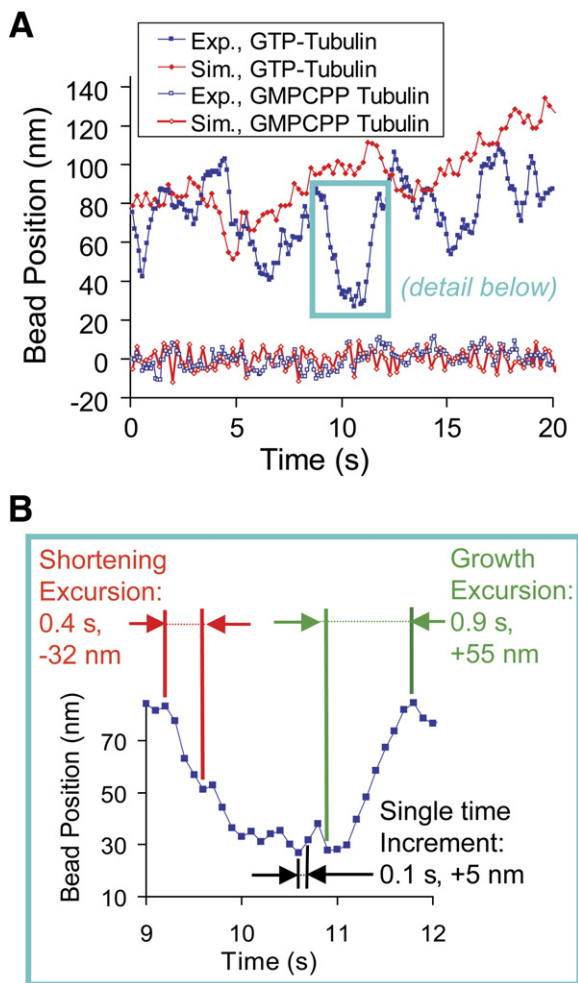 A
Exp., GTP-Tubulin
Sim., GTP-Tubulin
Exp., GMPCPP Tubulin
Sim., GMPCPP Tubulin
Bead Position (nm)
140
120
100
80
60
40
20
0
-20
(detail below)
0
5
10
15
20
Time (s)
B
Shortening
Excursion:
0.4 s,
-32 nm
Growth
Excursion:
0.9 s,
+55 nm
Bead Position (nm)
70
50
30
10
Single time
Increment:
0.1 s, +5 nm
9
10
11
12
Time (s)